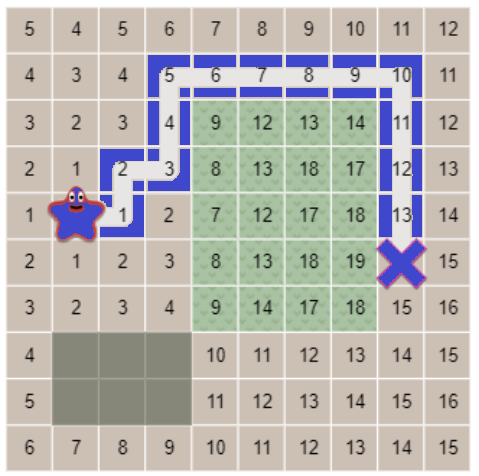 5 4 5 6 7 8 9 10 11 12
4 3 4 5 6 7 8 9 10 11
3 2 3 4 9 12 13 14 11 12
2 1 2 3 8 13 18 17 12 13
1 1 2 7 12 17 18 13 14
2 1 2 3 8 13 18 19 15
3 2 3 4 9 14 17 18 15 16
4 10 11 12 13 14 15
5 11 12 13 14 15 16
6 7 8 9 10 11 12 13 14 15